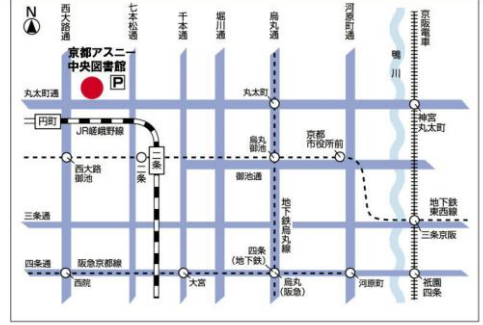 N
西大路通
七本松通
千本通
堀川通
烏丸通
河原町通
鴨川
京阪電車
京都アスニー
中央図書館
P
丸太町通
丸太町
神宮
丸太町
円町
JR嵯峨野線
二条
烏丸
御池
京都
市役所前
西大路
御池
二条
御池通
地下鉄烏丸線
地下鉄
東西線
三条通
三条京阪
四条通
阪急京都線
四条
(地下鉄)
西院
大宮
烏丸
(阪急)
河原町
祇園
四条